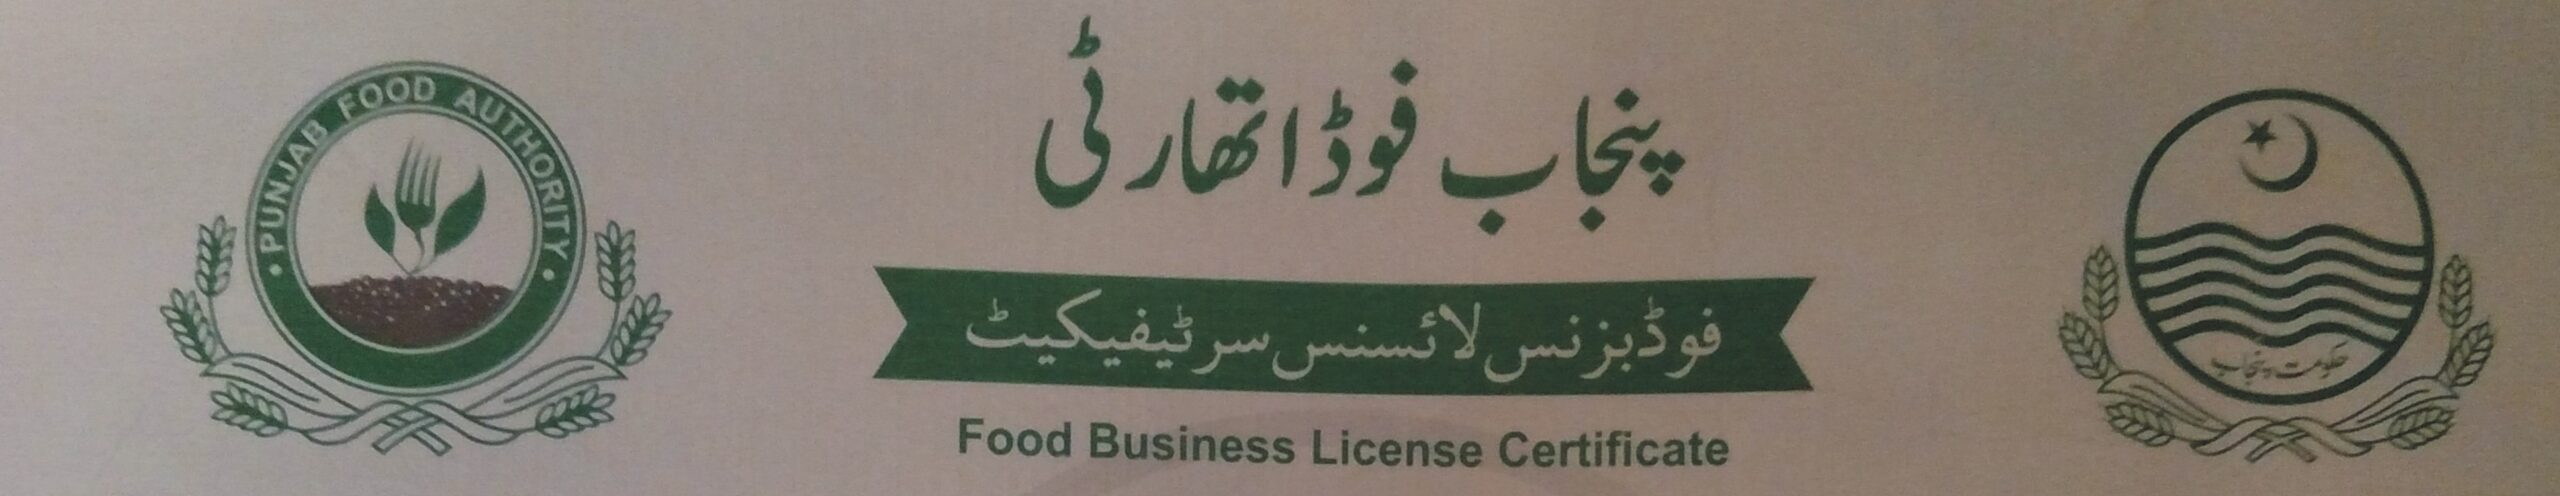 PUNJAB FOOD AUTHORITY
پنجاب فوڈ اتھارٹی
فوڈ بزنس لائسنس سرٹیفیکیٹ
Food Business License Certificate
حکومت پنجاب